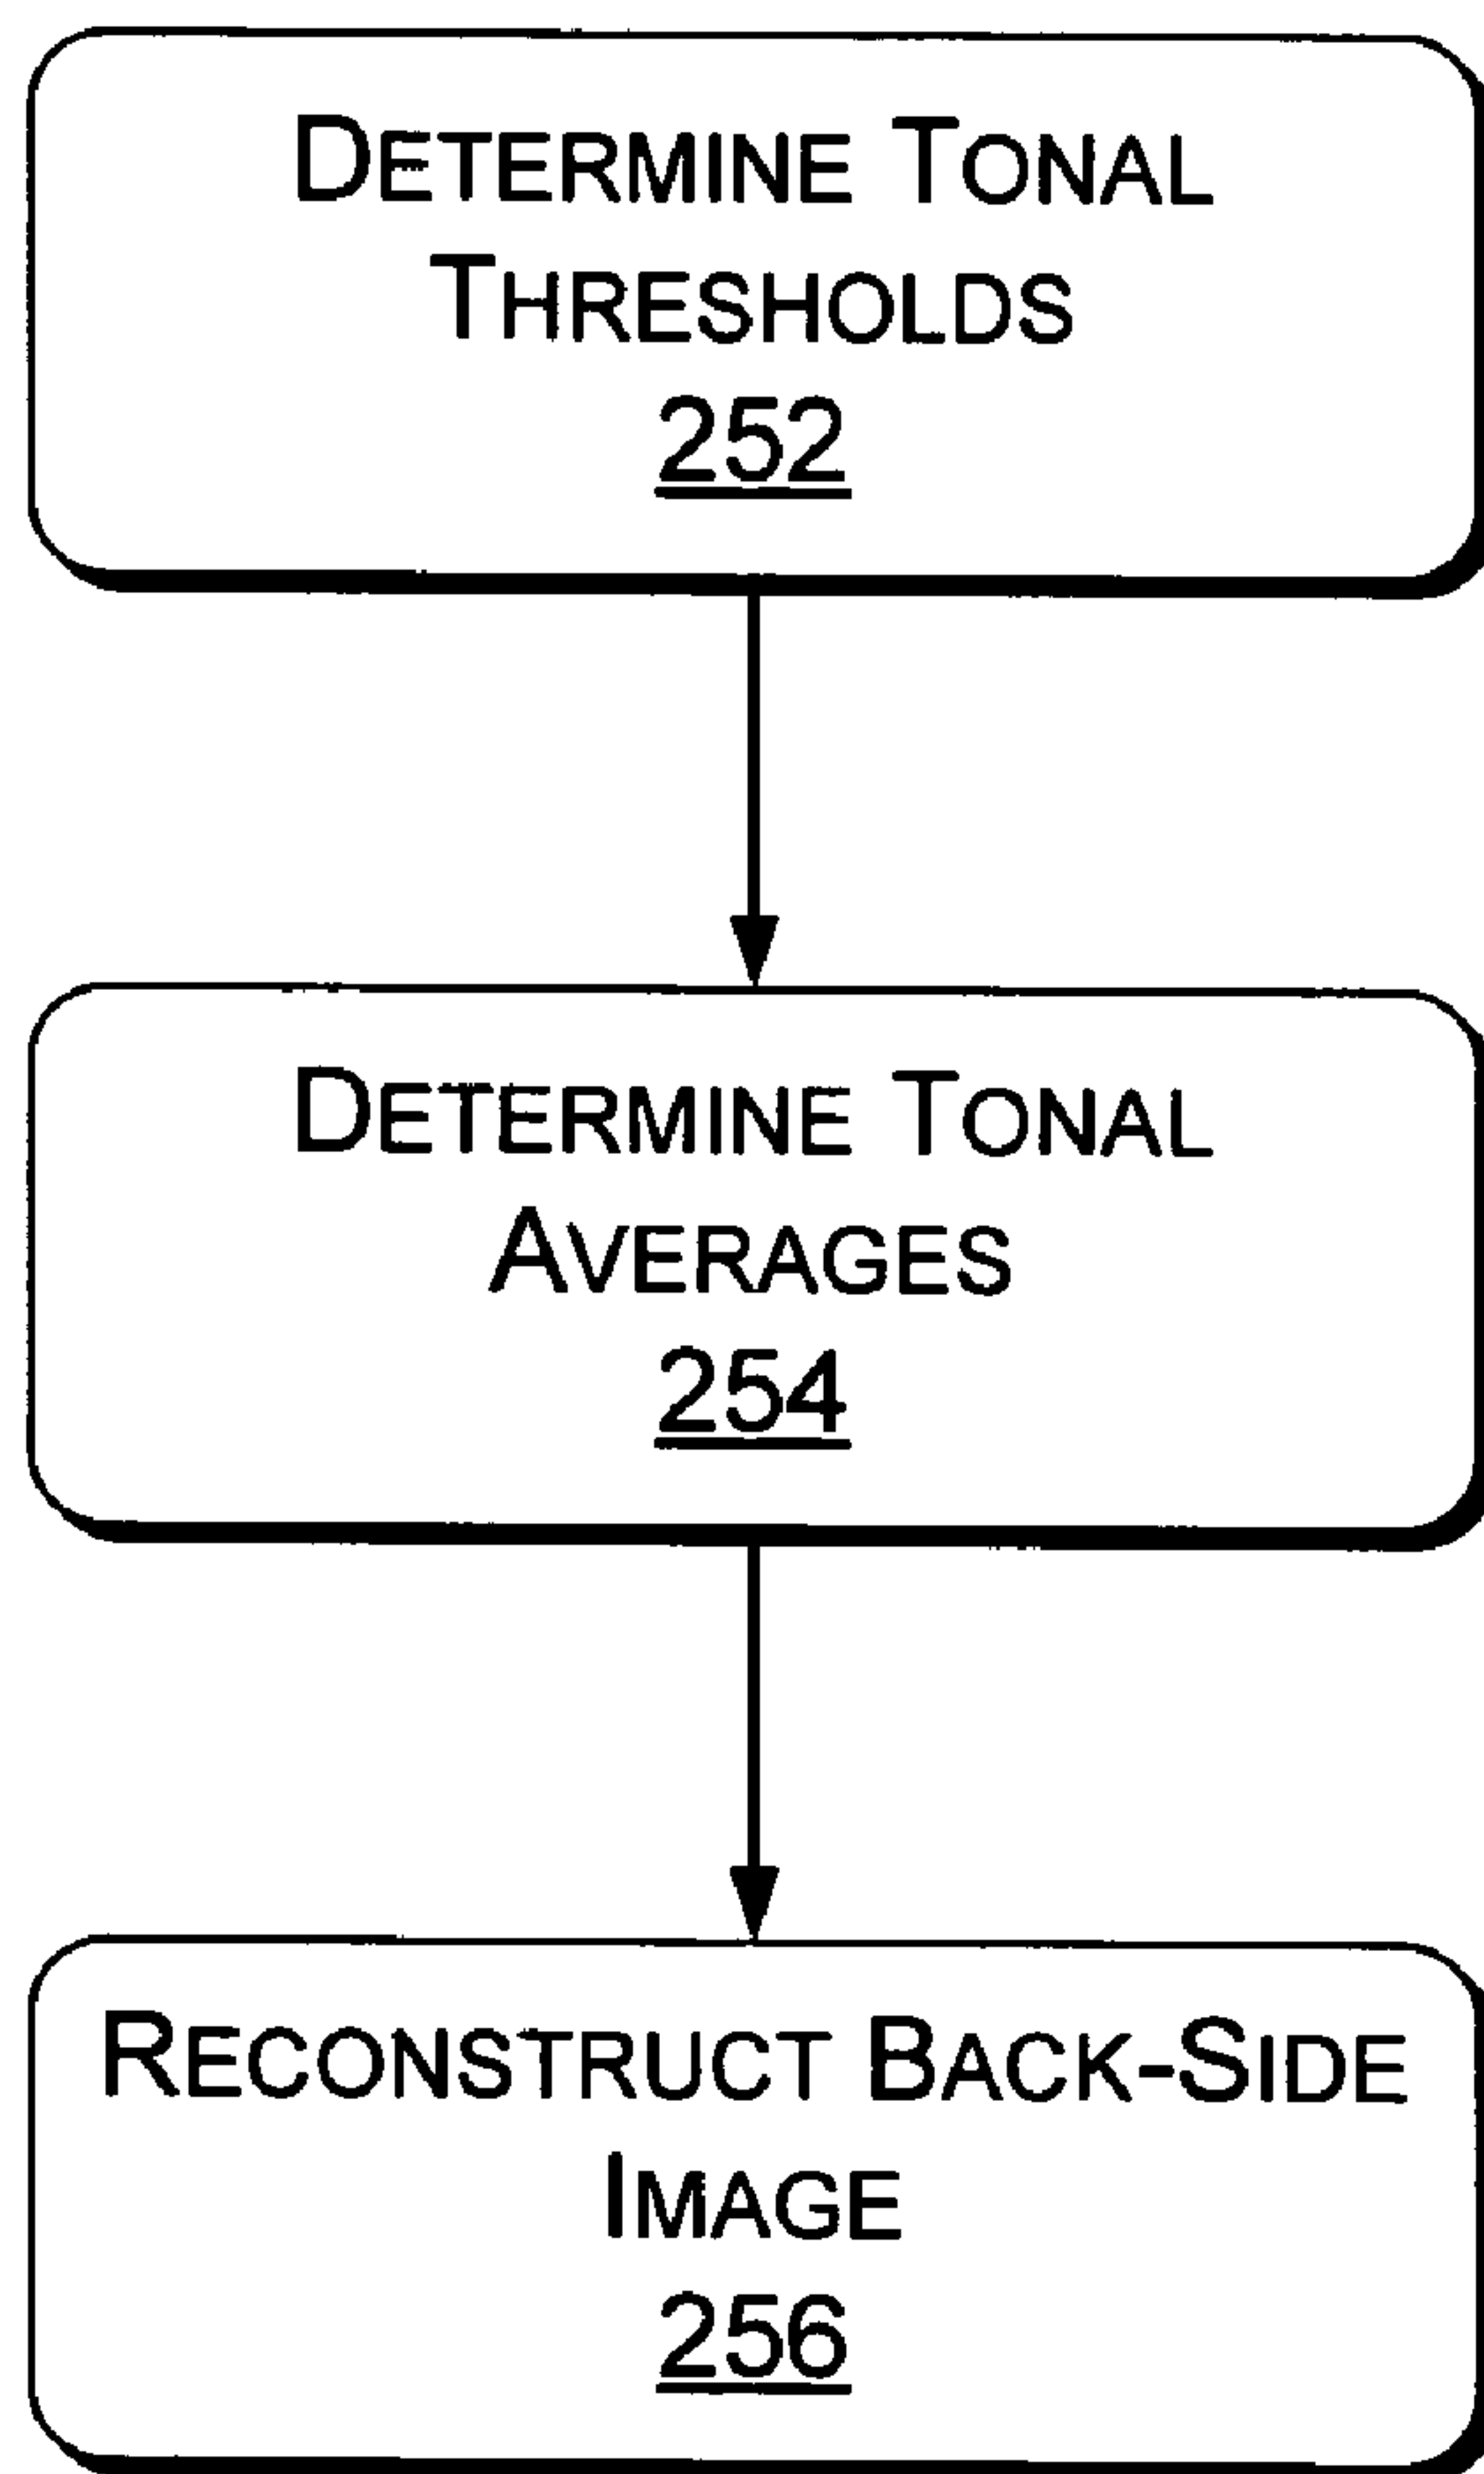 DETERMINE TONAL
THRESHOLDS
252
DETERMINE TONAL
AVERAGES
254
RECONSTRUCT BACK-SIDE
IMAGE
256